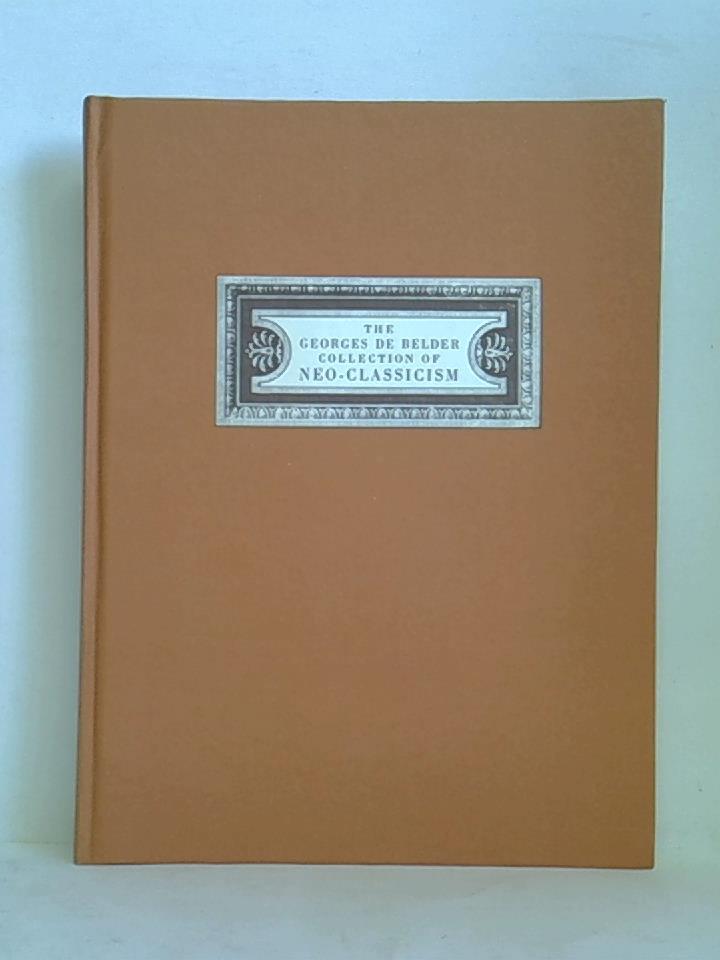 THE
GEORGES DE BELDER
COLLECTION OF
NEO-CLASSICISM